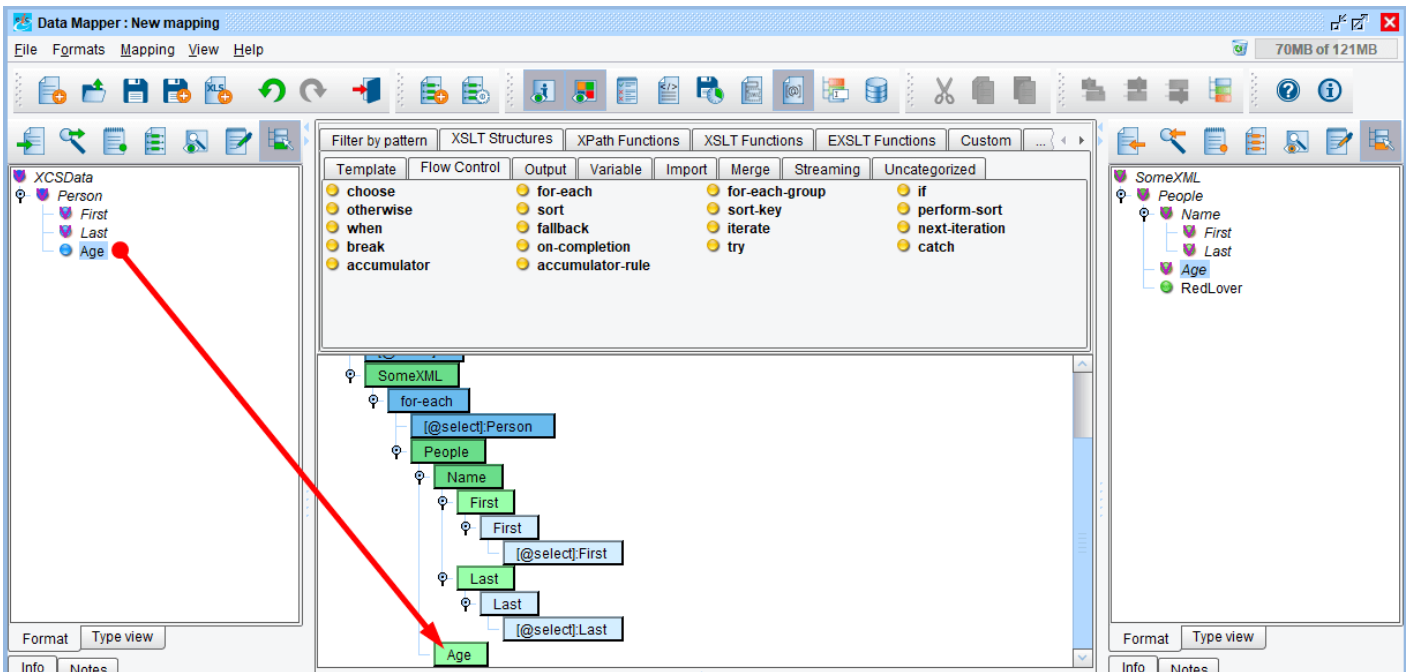 Data Mapper : New mapping
File Formats Mapping View Help
70MB of 121MB
XLS
</>
@
Filter by pattern XSLT Structures XPath Functions XSLT Functions EXSLT Functions Custom ...
Template Flow Control Output Variable Import Merge Streaming Uncategorized
choose for-each for-each-group if
otherwise sort sort-key perform-sort
when fallback iterate next-iteration
break on-completion try catch
accumulator accumulator-rule
XCSData
Person
First
Last
Age
SomeXML
for-each
[@select]:Person
People
Name
First
First
[@select]:First
Last
Last
[@select]:Last
Age
SomeXML
People
Name
First
Last
Age
RedLover
Format Type view
Info Notes
Format Type view
Info Notes